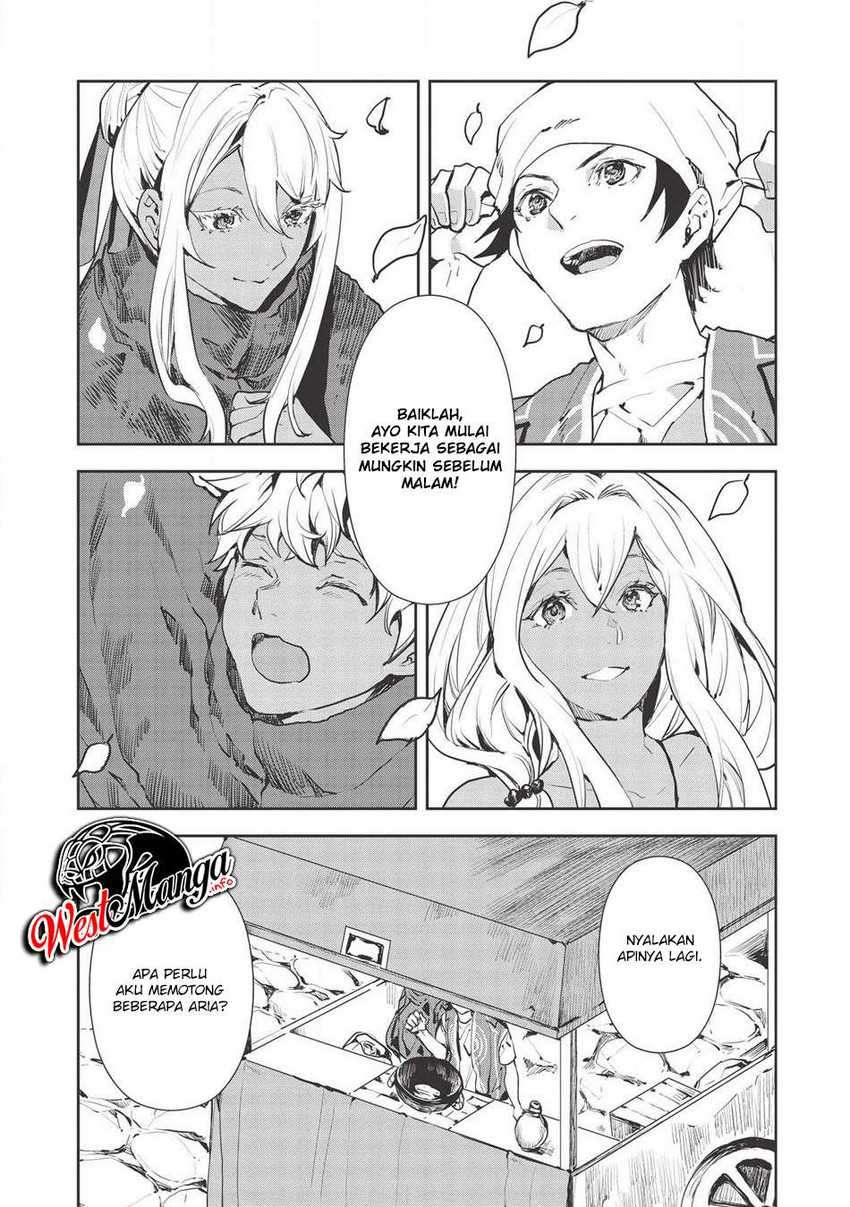 BAIKLAH,
AYO KITA MULAI
BEKERJA SEBAGAI
MUNGKIN SEBELUM
MALAM!
WestManga
.info
NYALAKAN
APINYA LAGI.
APA PERLU
AKU MEMOTONG
BEBERAPA ARIA?